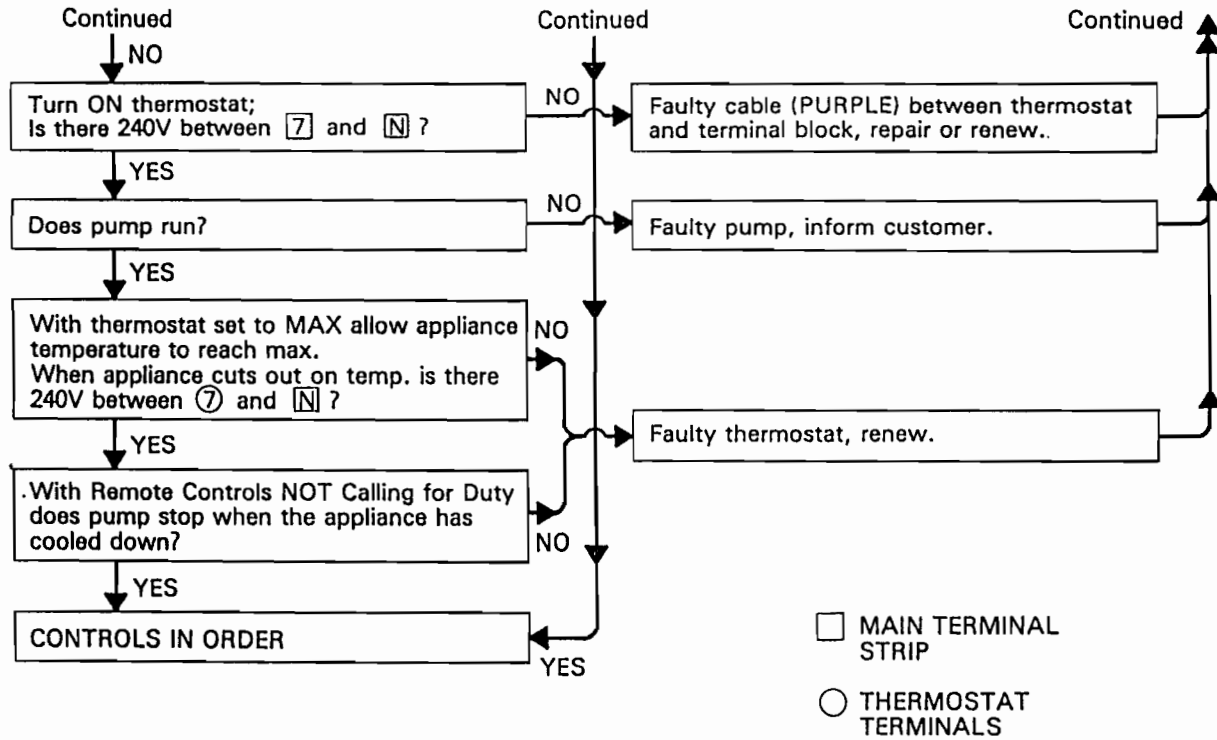 Continued
Continued
Continued
NO
Turn ON thermostat;
Is there 240V between 7 and N ?
NO
Faulty cable (PURPLE) between thermostat
and terminal block, repair or renew..
YES
Does pump run?
NO
Faulty pump, inform customer.
YES
With thermostat set to MAX allow appliance
temperature to reach max.
When appliance cuts out on temp. is there
240V between 7 and N ?
NO
Faulty thermostat, renew.
YES
.With Remote Controls NOT Calling for Duty
does pump stop when the appliance has
cooled down?
NO
YES
CONTROLS IN ORDER
YES
MAIN TERMINAL
STRIP
THERMOSTAT
TERMINALS